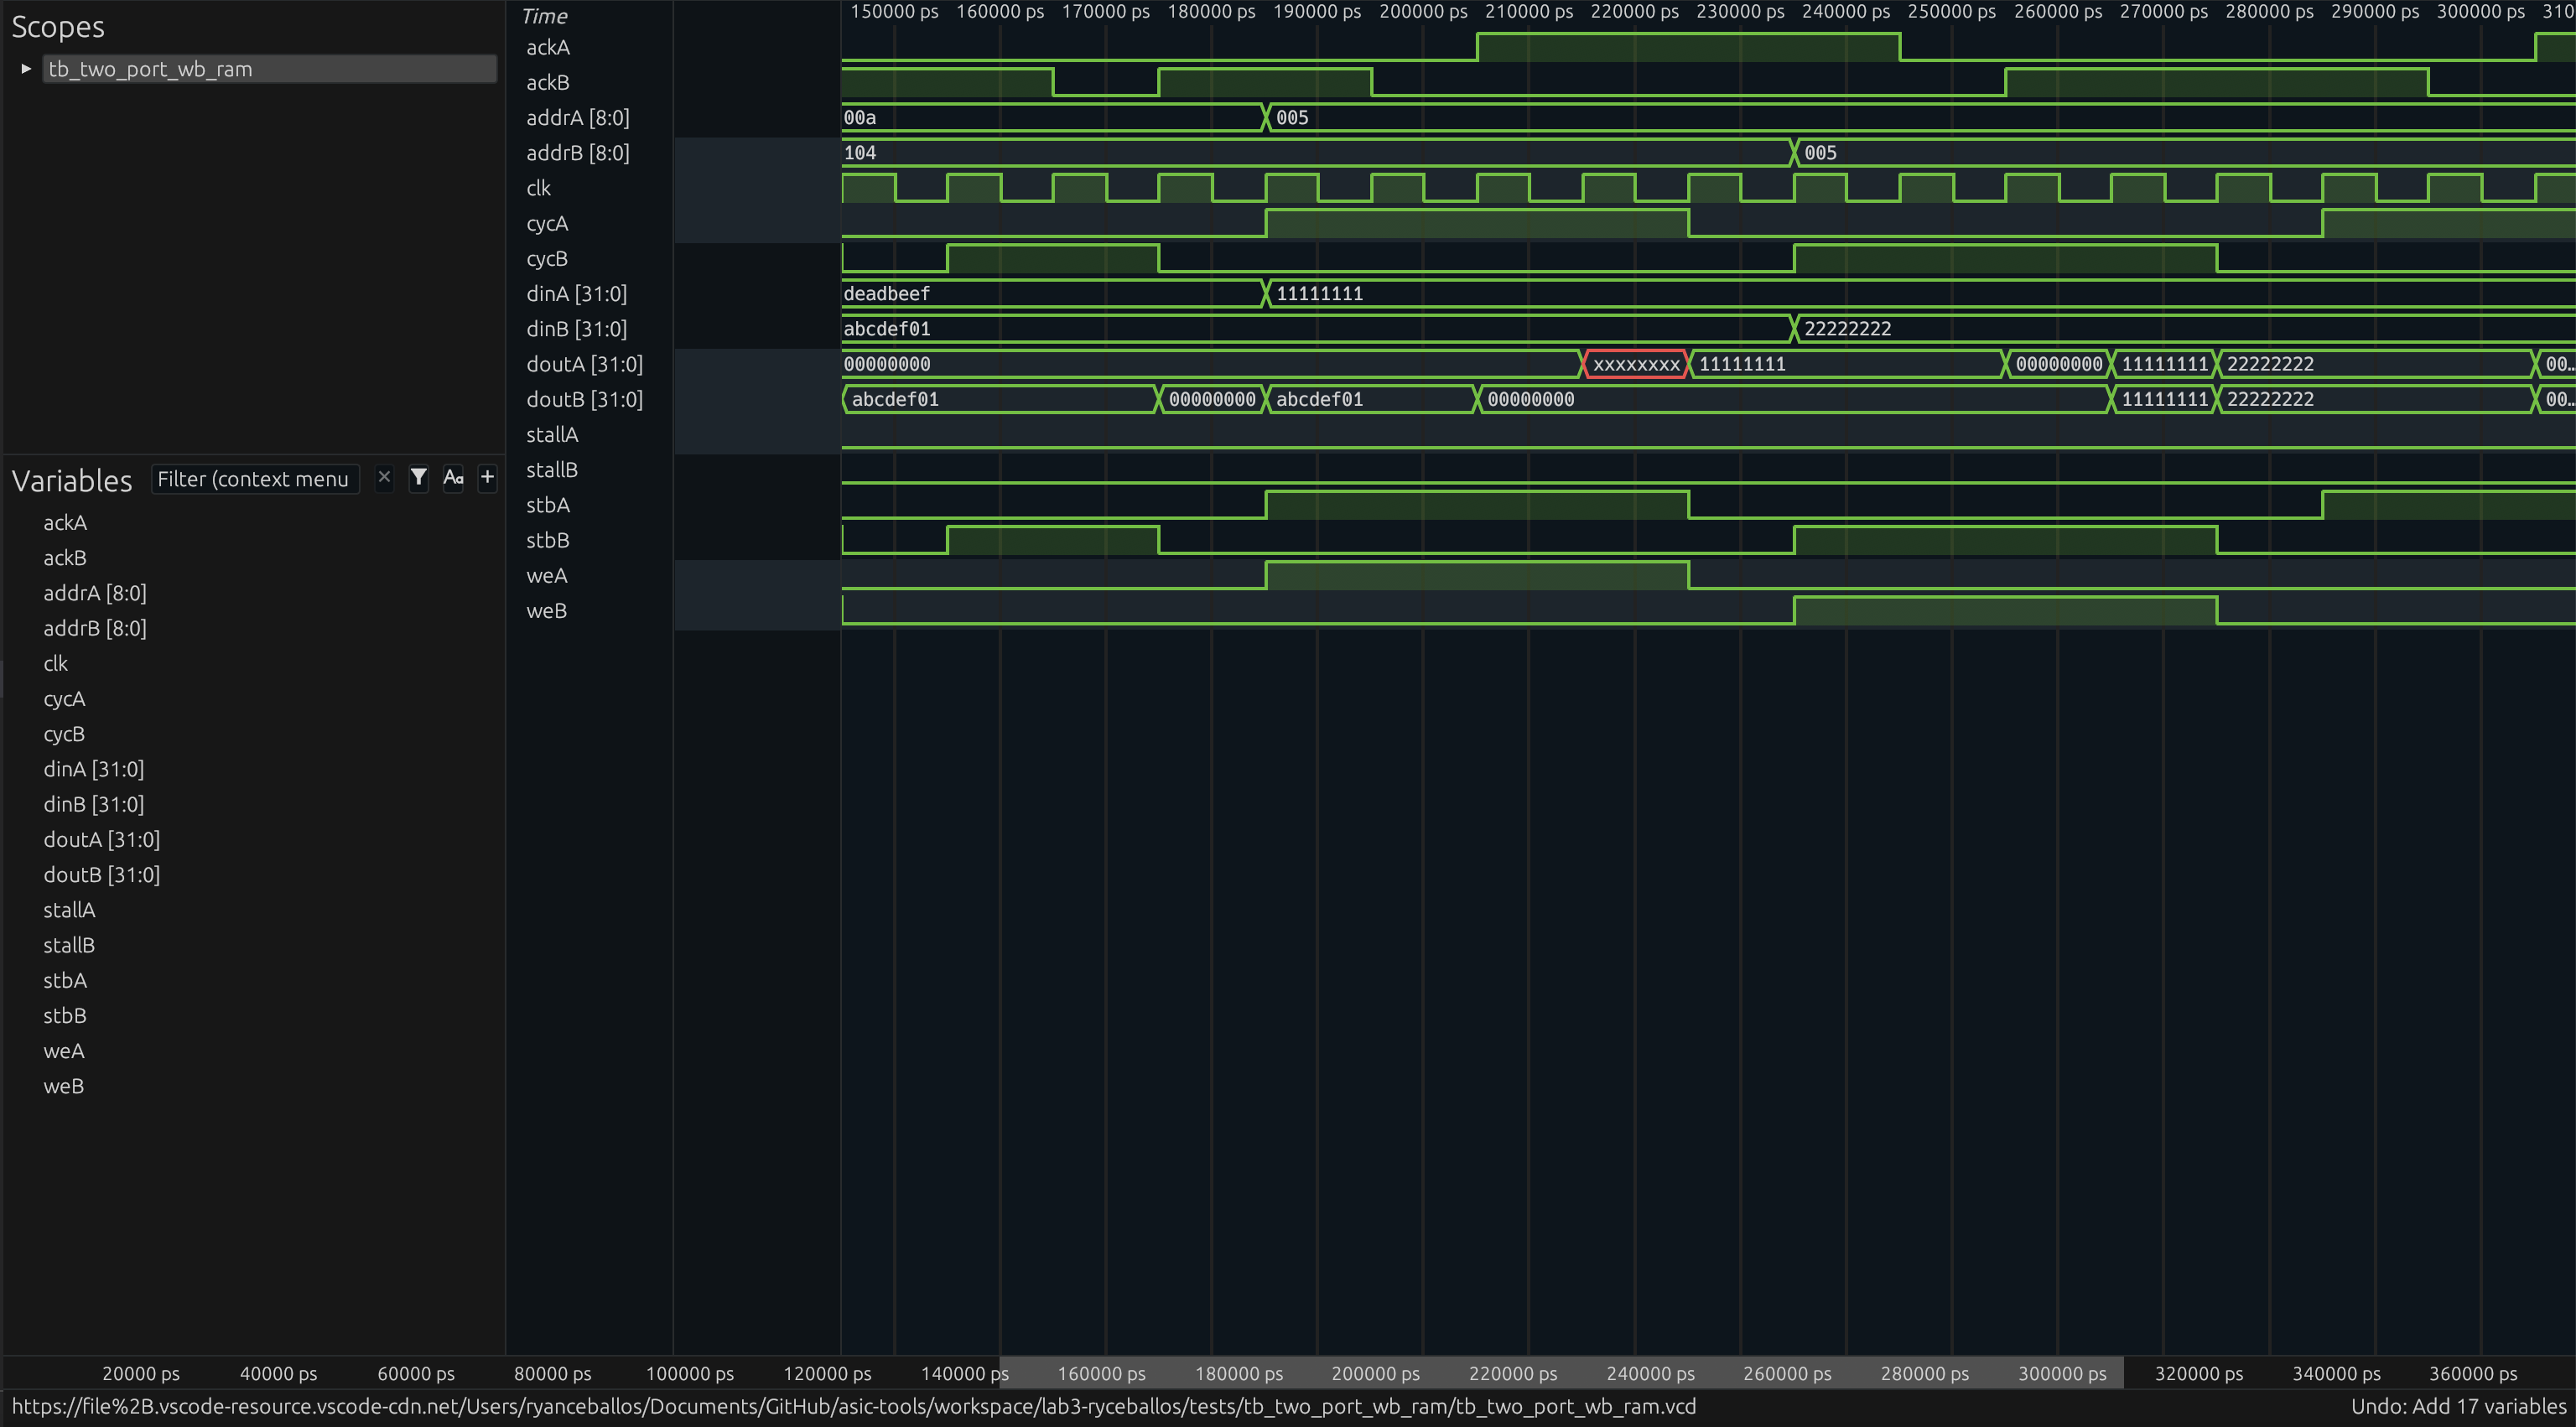 Scopes
tb_two_port_wb_ram
Variables
Filter (context menu
Aa
+
ackA
ackB
addrA [8:0]
addrB [8:0]
clk
cycA
cycB
dinA [31:0]
dinB [31:0]
doutA [31:0]
doutB [31:0]
stallA
stallB
stbA
stbB
weA
weB
Time
150000 ps 160000 ps 170000 ps 180000 ps 190000 ps 200000 ps 210000 ps 220000 ps 230000 ps 240000 ps 250000 ps 260000 ps 270000 ps 280000 ps 290000 ps 300000 ps 310
ackA
ackB
addrA [8:0] 00a 005
addrB [8:0] 104 005
clk
cycA
cycB
dinA [31:0] deadbeef 11111111
dinB [31:0] abcdef01 22222222
doutA [31:0] 00000000 xxxxxxxx 11111111 00000000 11111111 22222222 00…
doutB [31:0] abcdef01 00000000 abcdef01 00000000 11111111 22222222 00…
stallA
stallB
stbA
stbB
weA
weB
20000 ps 40000 ps 60000 ps 80000 ps 100000 ps 120000 ps 140000 ps 160000 ps 180000 ps 200000 ps 220000 ps 240000 ps 260000 ps 280000 ps 300000 ps 320000 ps 340000 ps 360000 ps
https://file%2B.vscode-resource.vscode-cdn.net/Users/ryanceballos/Documents/GitHub/asic-tools/workspace/lab3-ryceballos/tests/tb_two_port_wb_ram/tb_two_port_wb_ram.vcd Undo: Add 17 variables